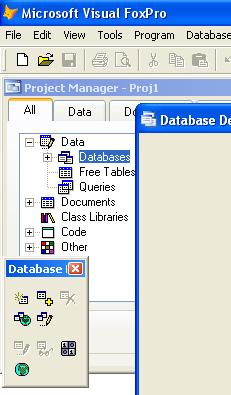 Microsoft Visual FoxPro
File Edit View Tools Program Database
Project Manager - Proj1
All Data
Database De
Data
Databases
Free Tables
Queries
Documents
Class Libraries
Code
Other
Database